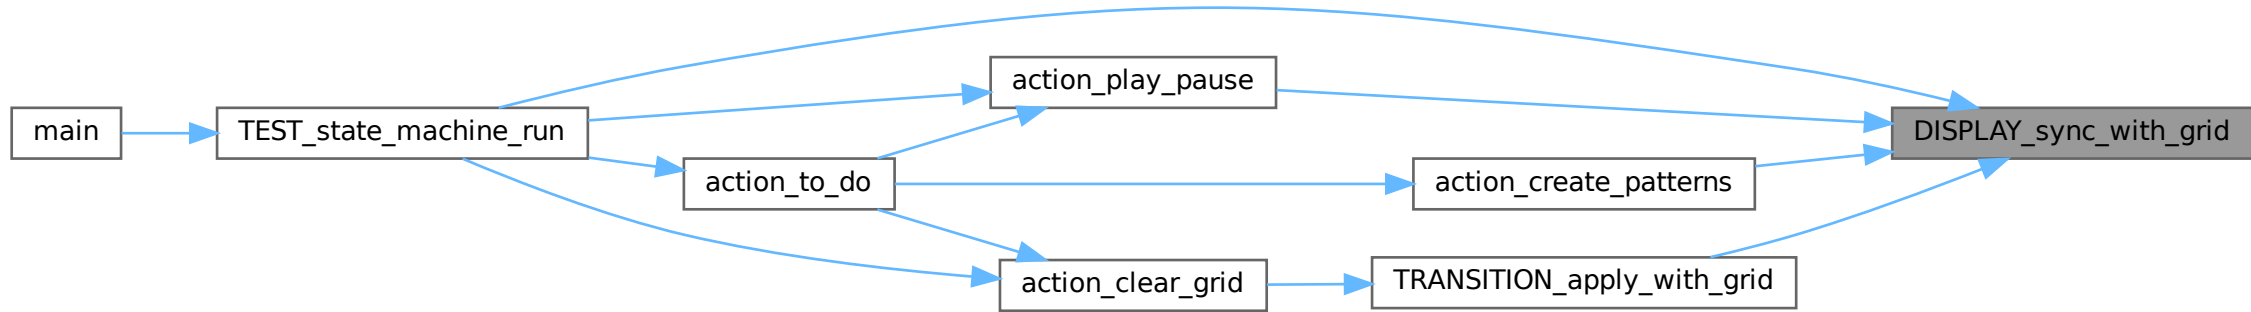 main
TEST_state_machine_run
action_play_pause
action_to_do
action_clear_grid
action_create_patterns
TRANSITION_apply_with_grid
DISPLAY_sync_with_grid